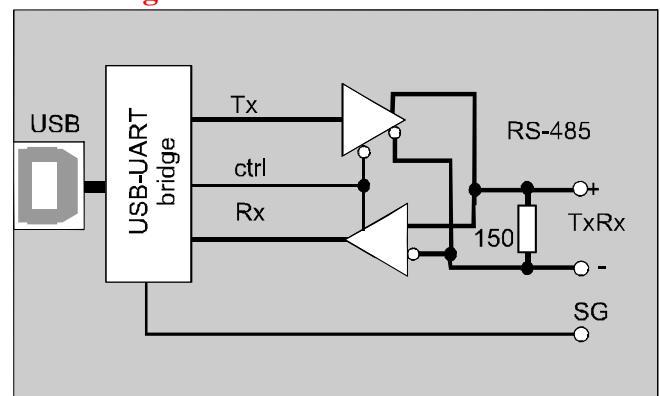 USB
USB-UART
bridge
Tx
ctrl
Rx
RS-485
+
TxRx
150
-
SG